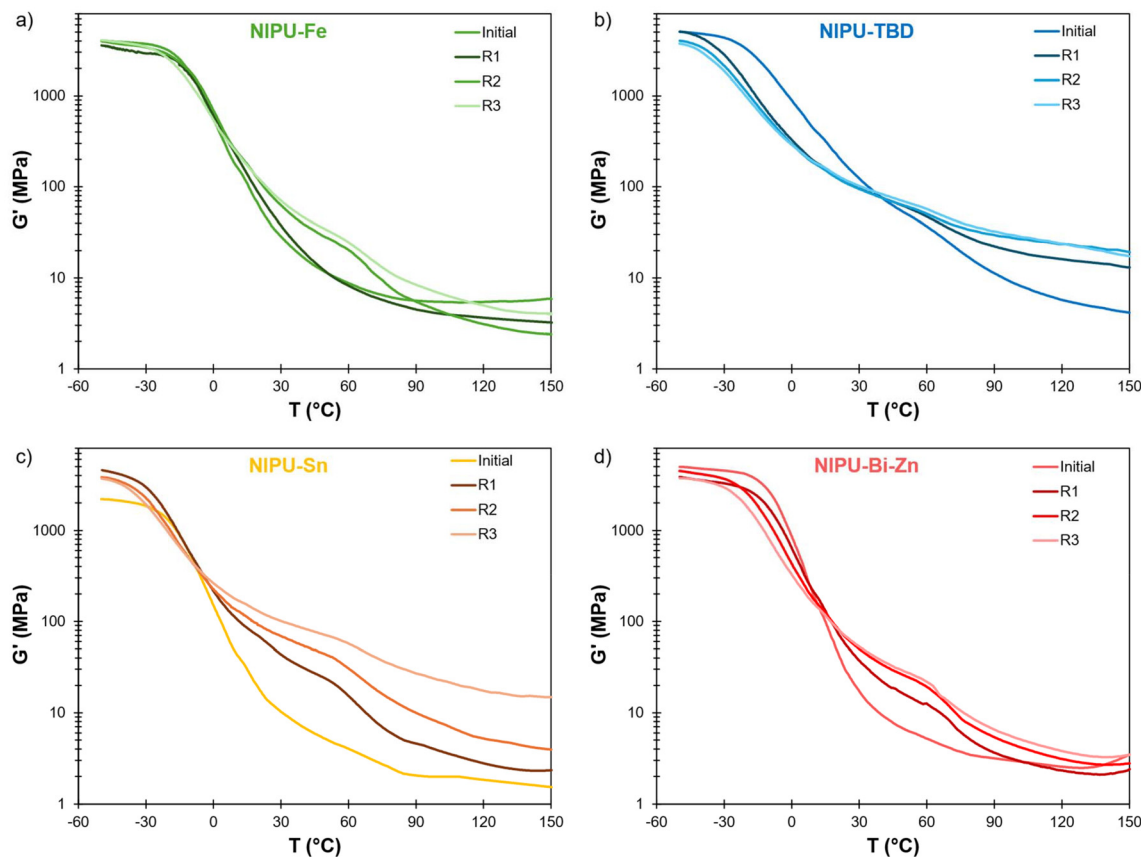 a)
NIPU-Fe
Initial
R1
R2
R3
1000
100
10
1
G' (MPa)
-60 -30 0 30 60 90 120 150
T (°C)
b)
NIPU-TBD
Initial
R1
R2
R3
1000
100
10
1
G' (MPa)
-60 -30 0 30 60 90 120 150
T (°C)
c)
NIPU-Sn
Initial
R1
R2
R3
1000
100
10
1
G' (MPa)
-60 -30 0 30 60 90 120 150
T (°C)
d)
NIPU-Bi-Zn
Initial
R1
R2
R3
1000
100
10
1
G' (MPa)
-60 -30 0 30 60 90 120 150
T (°C)